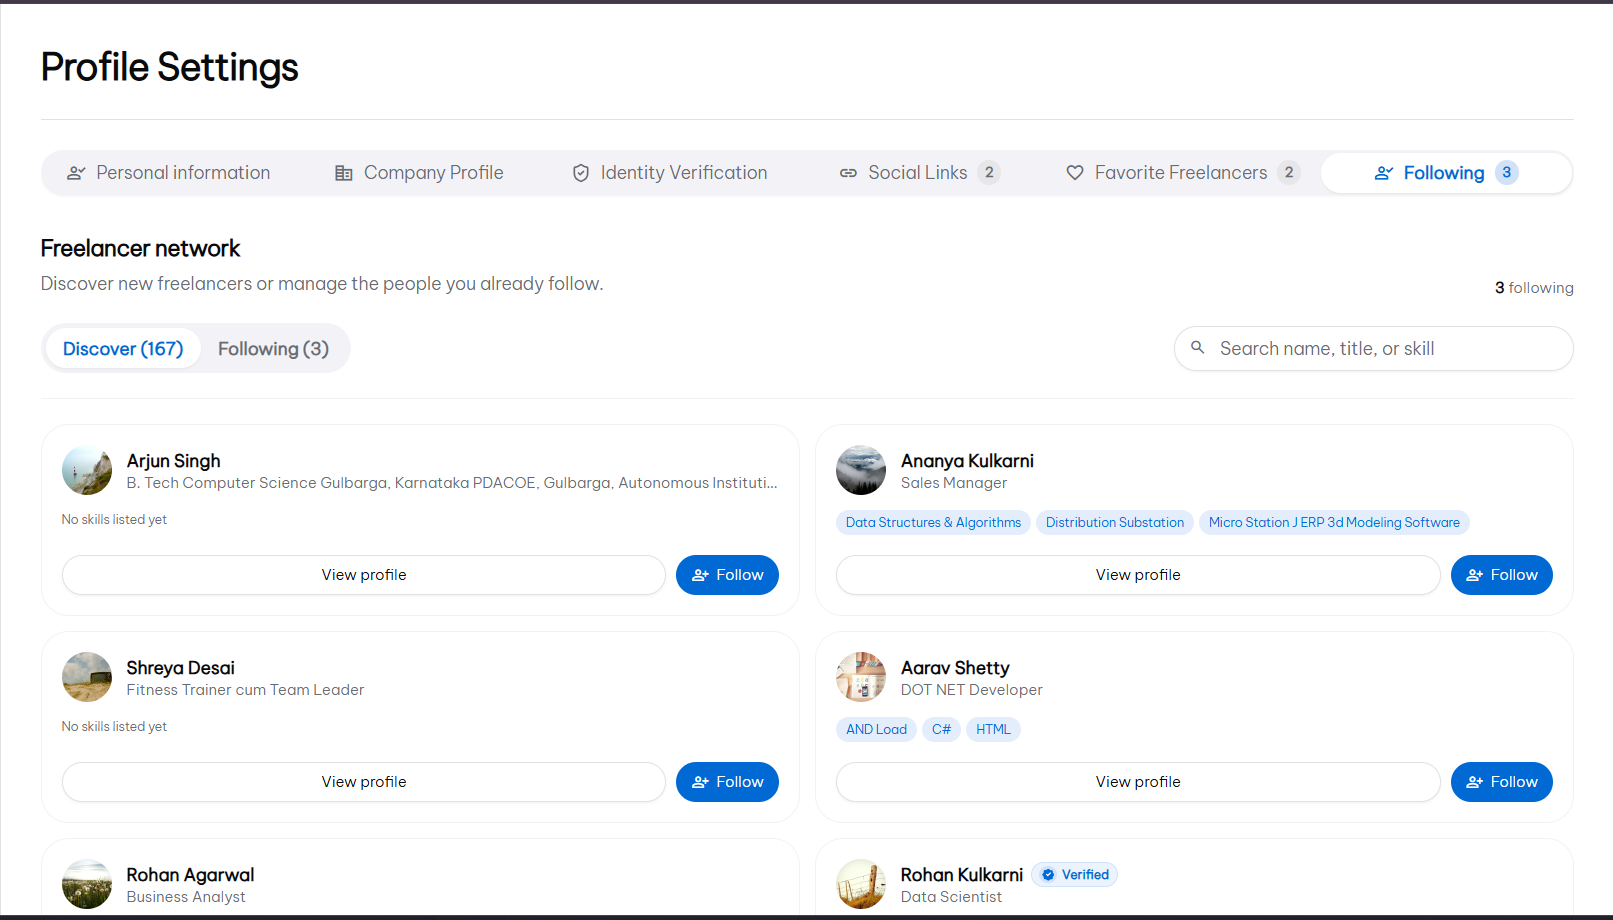 Profile Settings
Personal information
Company Profile
Identity Verification
Social Links 2
Favorite Freelancers 2
Following 3
Freelancer network
Discover new freelancers or manage the people you already follow.
3 following
Discover (167)
Following (3)
Search name, title, or skill
Arjun Singh
B. Tech Computer Science Gulbarga, Karnataka PDACOE, Gulbarga, Autonomous Instituti...
No skills listed yet
View profile
Follow
Ananya Kulkarni
Sales Manager
Data Structures & Algorithms
Distribution Substation
Micro Station J ERP 3d Modeling Software
View profile
Follow
Shreya Desai
Fitness Trainer cum Team Leader
No skills listed yet
View profile
Follow
Aarav Shetty
DOT NET Developer
AND Load
C#
HTML
View profile
Follow
Rohan Agarwal
Business Analyst
Rohan Kulkarni
Verified
Data Scientist